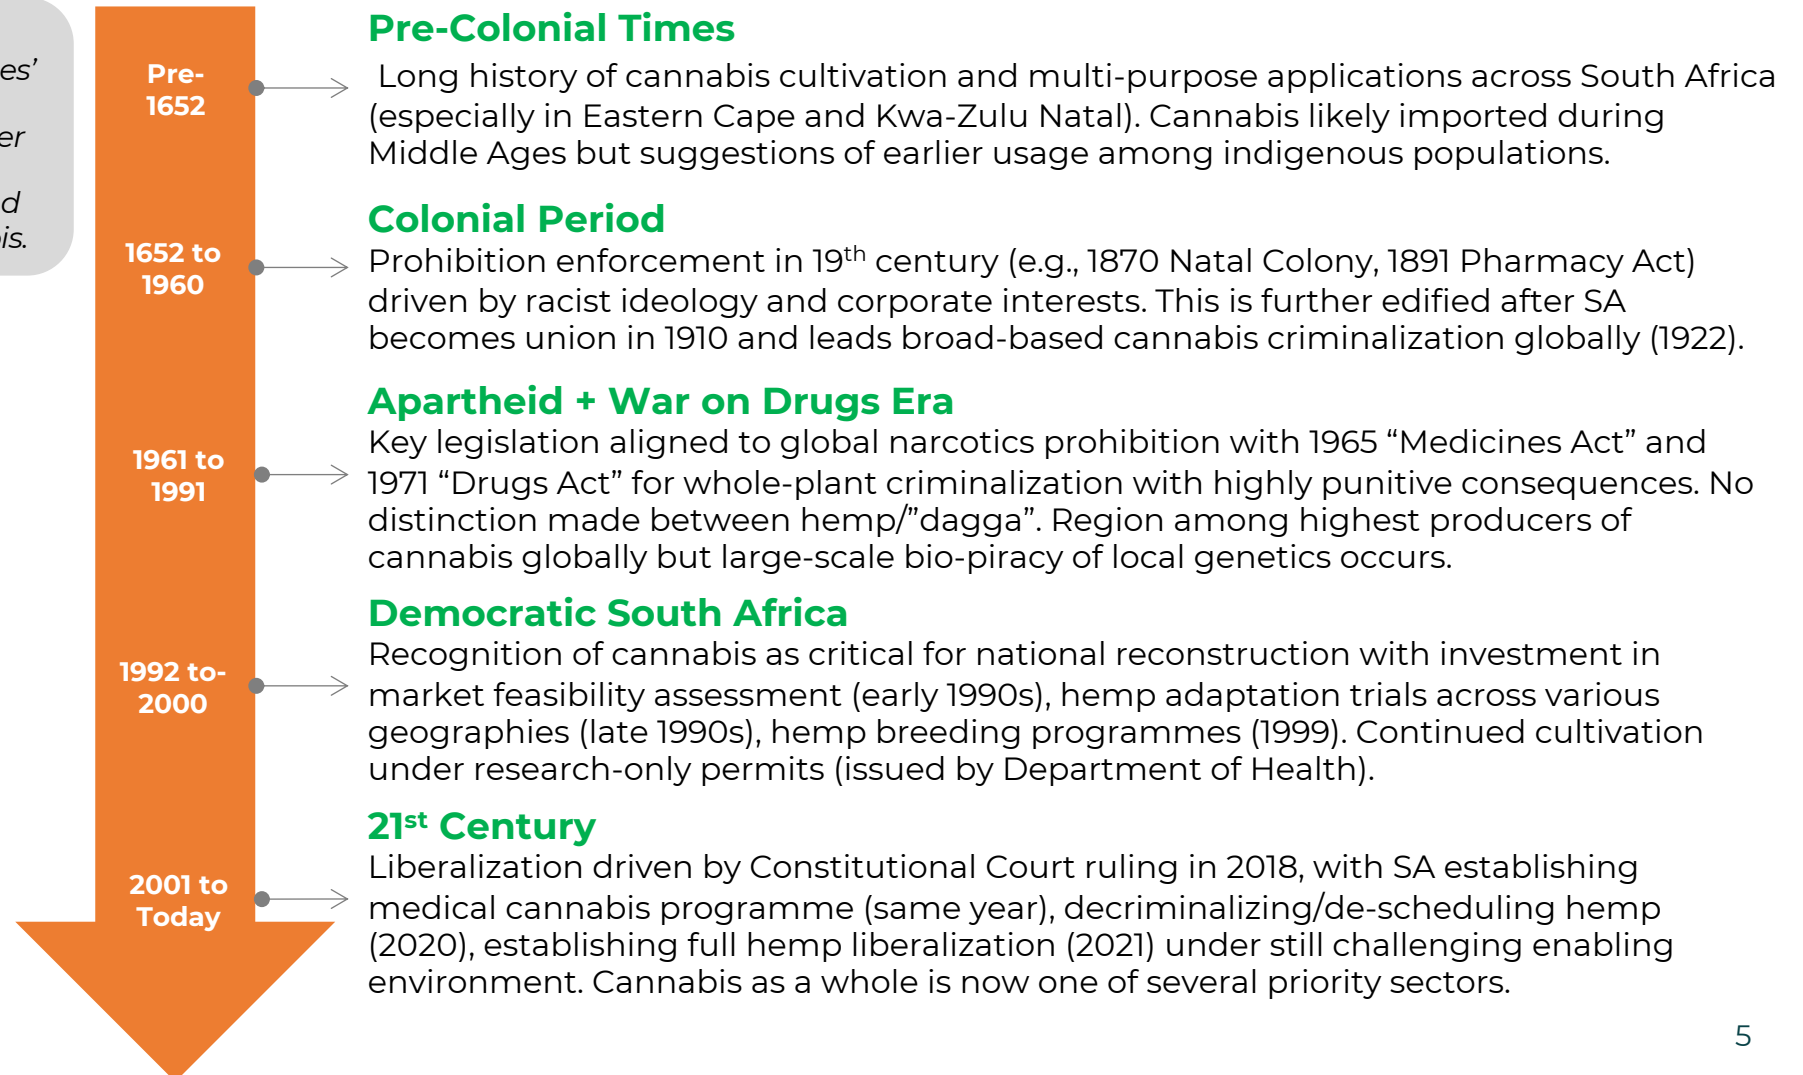 es’
er
d
is.
Pre-
1652
Pre-Colonial Times
Long history of cannabis cultivation and multi-purpose applications across South Africa
(especially in Eastern Cape and Kwa-Zulu Natal). Cannabis likely imported during
Middle Ages but suggestions of earlier usage among indigenous populations.
1652 to
1960
Colonial Period
Prohibition enforcement in 19th century (e.g., 1870 Natal Colony, 1891 Pharmacy Act)
driven by racist ideology and corporate interests. This is further edified after SA
becomes union in 1910 and leads broad-based cannabis criminalization globally (1922).
1961 to
1991
Apartheid + War on Drugs Era
Key legislation aligned to global narcotics prohibition with 1965 “Medicines Act” and
1971 “Drugs Act” for whole-plant criminalization with highly punitive consequences. No
distinction made between hemp/”dagga”. Region among highest producers of
cannabis globally but large-scale bio-piracy of local genetics occurs.
1992 to-
2000
Democratic South Africa
Recognition of cannabis as critical for national reconstruction with investment in
market feasibility assessment (early 1990s), hemp adaptation trials across various
geographies (late 1990s), hemp breeding programmes (1999). Continued cultivation
under research-only permits (issued by Department of Health).
2001 to
Today
21st Century
Liberalization driven by Constitutional Court ruling in 2018, with SA establishing
medical cannabis programme (same year), decriminalizing/de-scheduling hemp
(2020), establishing full hemp liberalization (2021) under still challenging enabling
environment. Cannabis as a whole is now one of several priority sectors.
5